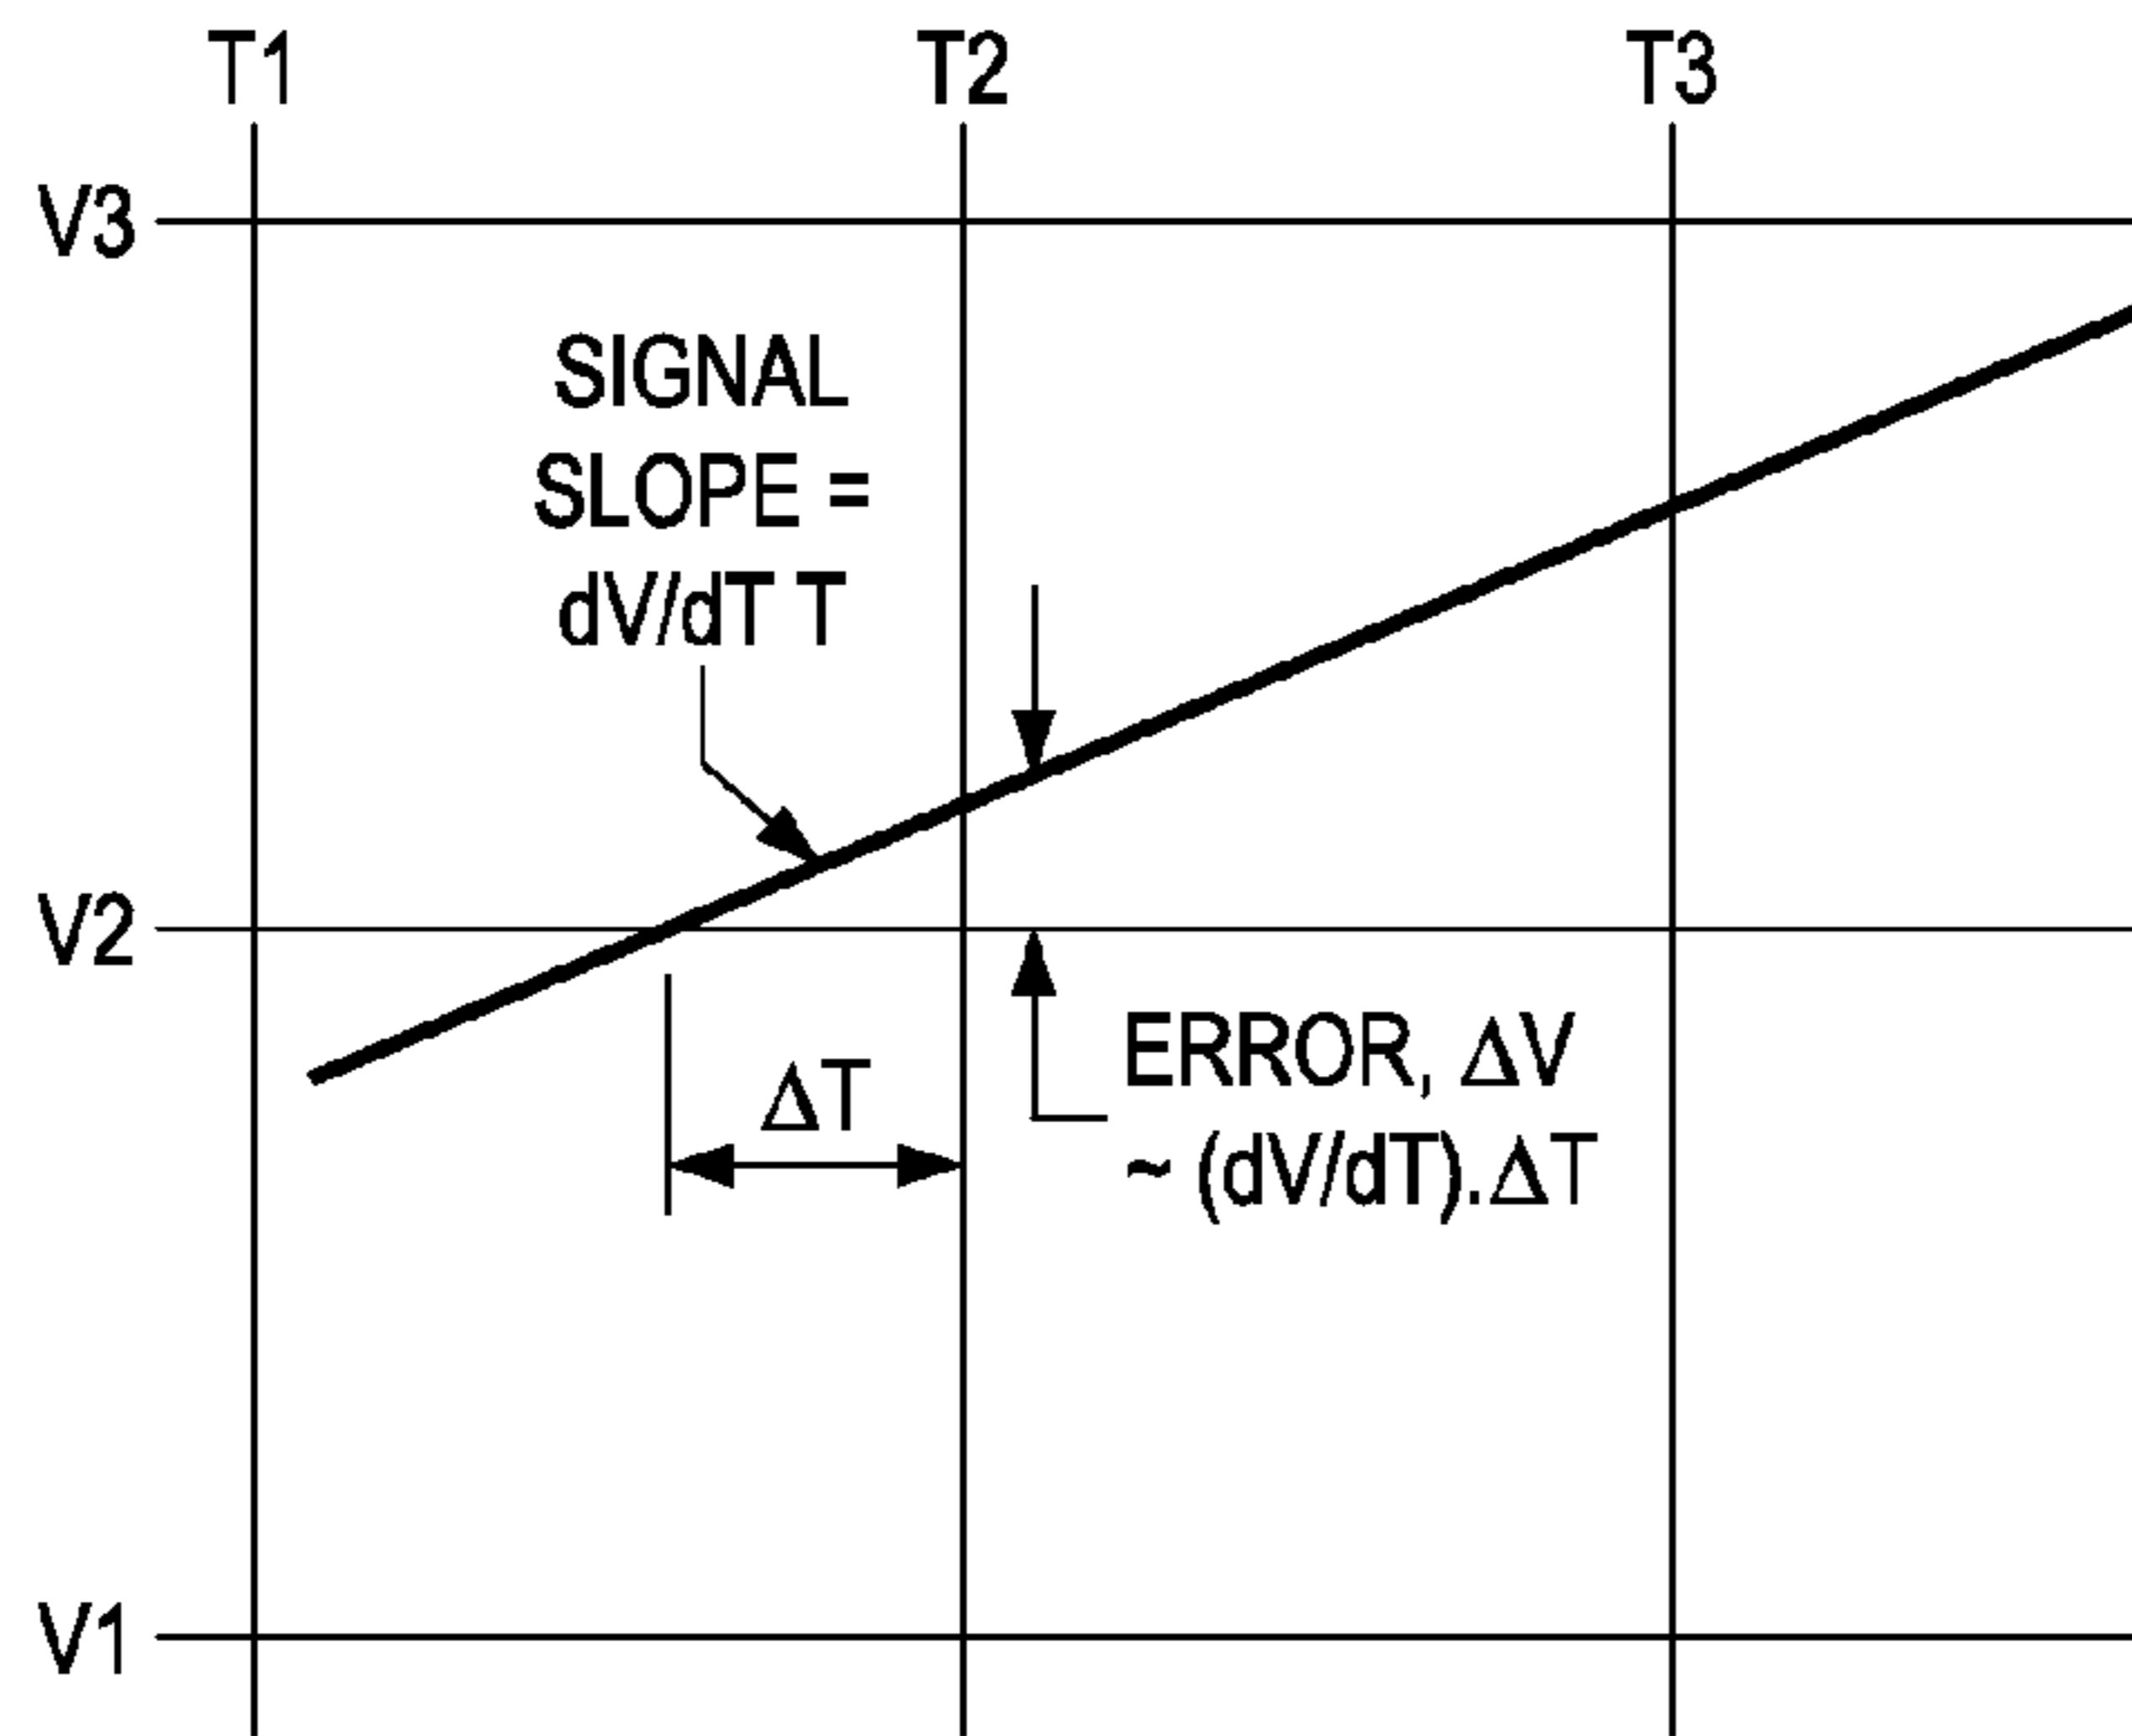 T1 T2 T3
V3
SIGNAL
SLOPE =
dV/dT T
V2
ERROR, ΔV
ΔT
~ (dV/dT).ΔT
V1